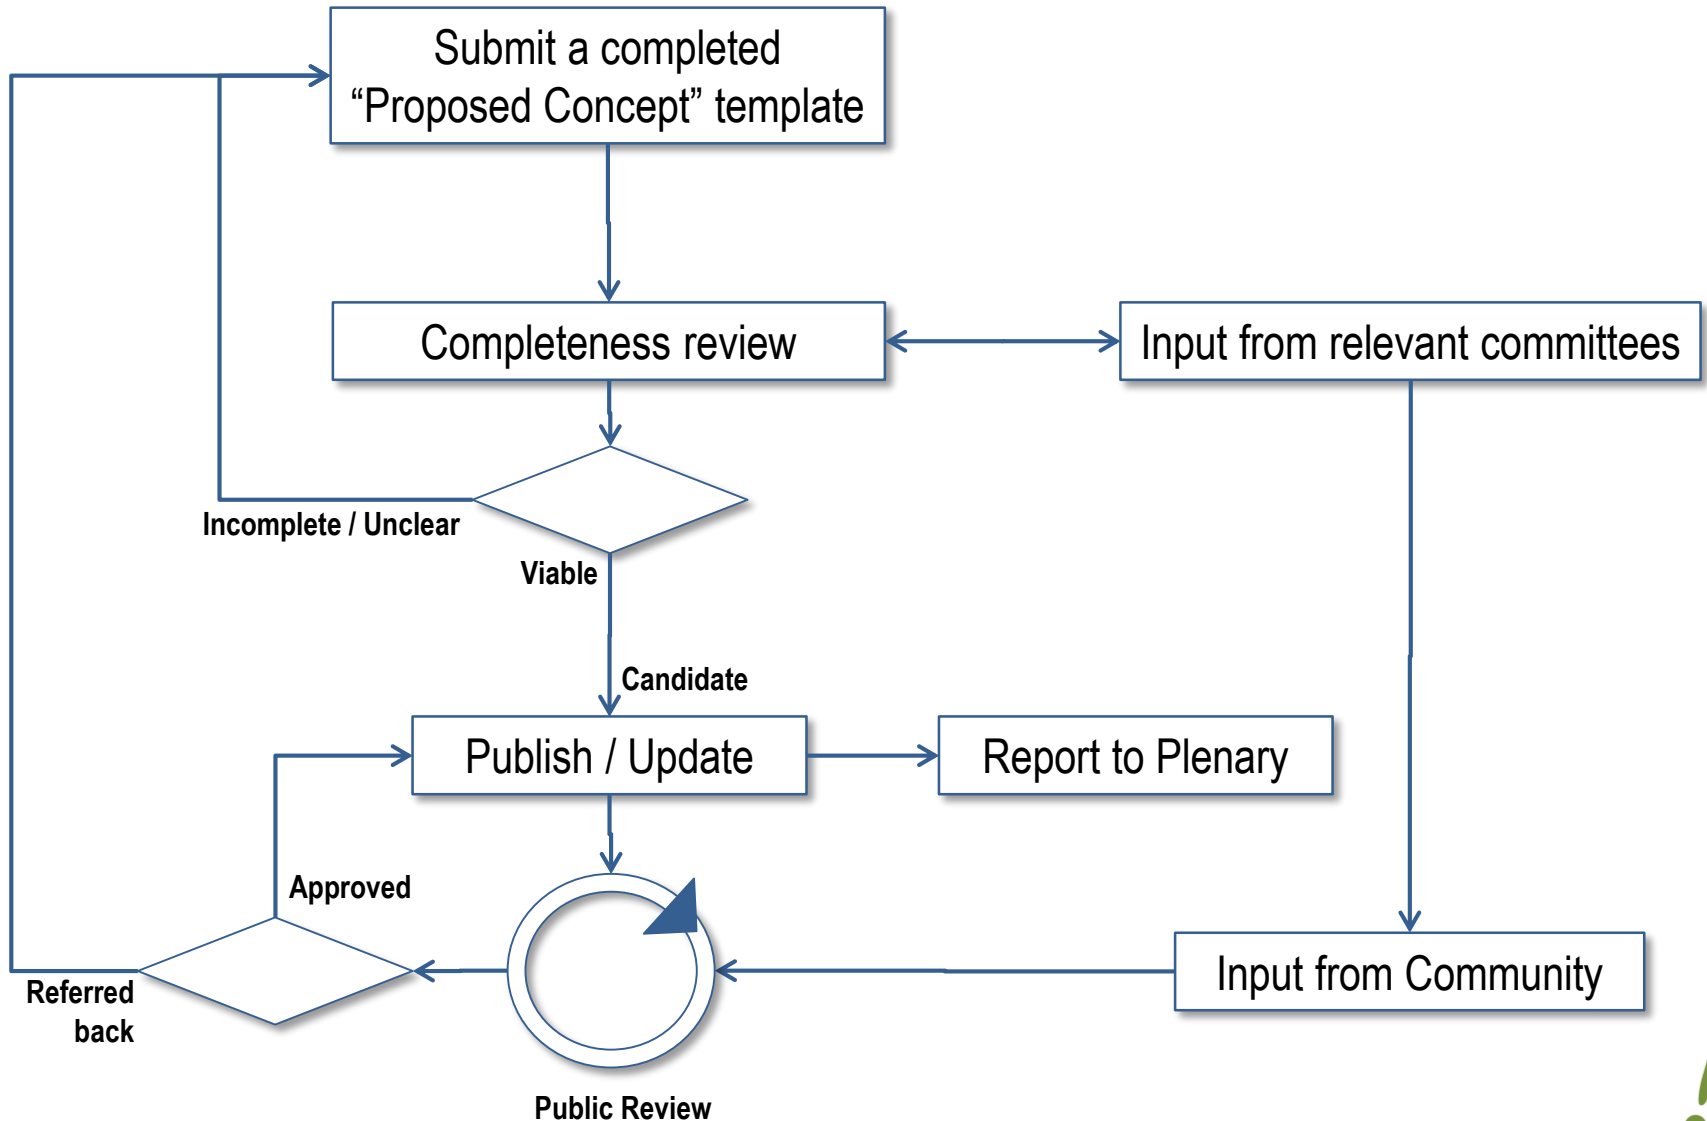 Submit a completed
“Proposed Concept” template
Completeness review
Input from relevant committees
Incomplete / Unclear
Viable
Candidate
Publish / Update
Report to Plenary
Approved
Referred
back
Input from Community
Public Review